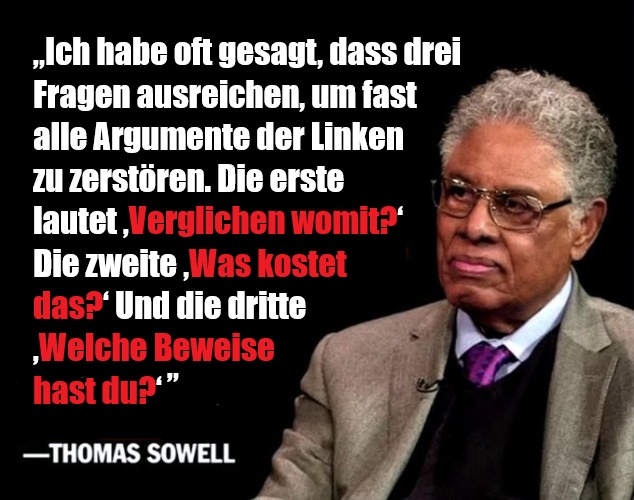 „Ich habe oft gesagt, dass drei
Fragen ausreichen, um fast
alle Argumente der Linken
zu zerstören. Die erste
lautet ‚Verglichen womit?‘
Die zweite ‚Was kostet
das?‘ Und die dritte
‚Welche Beweise
hast du?‘ ”
—THOMAS SOWELL